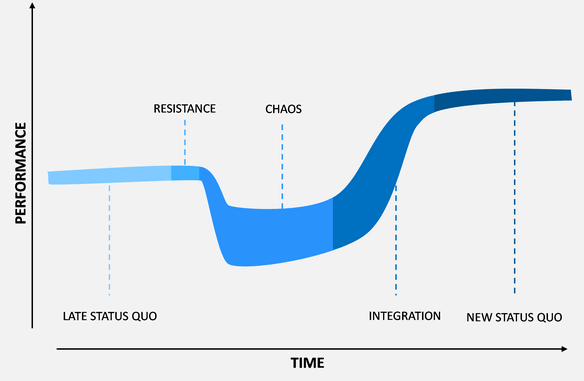 RESISTANCE
CHAOS
PERFORMANCE
LATE STATUS QUO
INTEGRATION
NEW STATUS QUO
TIME